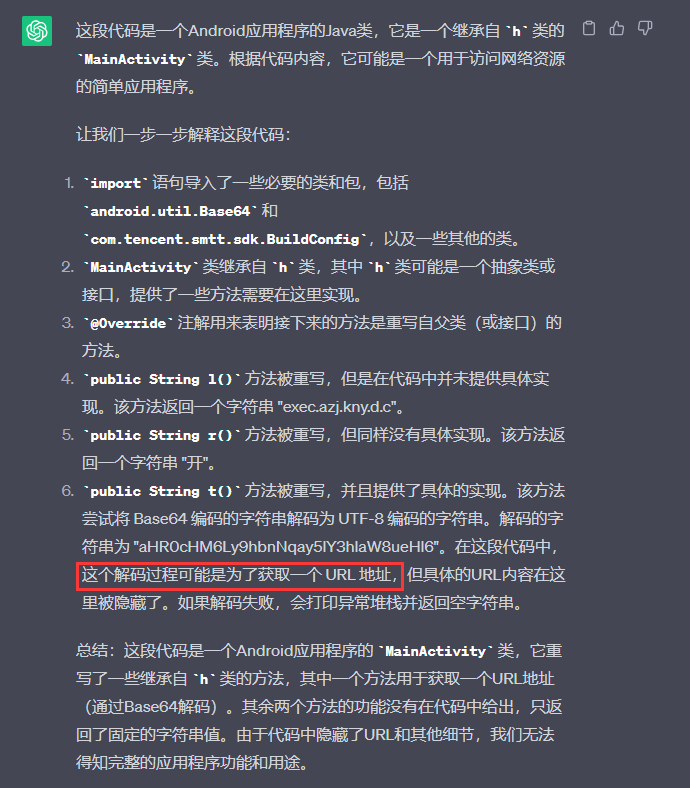 这段代码是一个Android应用程序的Java类，它是一个继承自 `h` 类的
`MainActivity` 类。根据代码内容，它可能是一个用于访问网络资源
的简单应用程序。
让我们一步一步解释这段代码：
1. `import` 语句导入了一些必要的类和包，包括
`android.util.Base64` 和
`com.tencent.smtt.sdk.BuildConfig`，以及一些其他的类。
2. `MainActivity` 类继承自 `h` 类，其中 `h` 类可能是一个抽象类或
接口，提供了一些方法需要在这里实现。
3. `@Override` 注解用来表明接下来的方法是重写自父类（或接口）的
方法。
4. `public String l()` 方法被重写，但是在代码中并未提供具体实
现。该方法返回一个字符串 "exec.azj.kny.d.c"。
5. `public String r()` 方法被重写，但同样没有具体实现。该方法返
回一个字符串 "开"。
6. `public String t()` 方法被重写，并且提供了具体的实现。该方法
尝试将 Base64 编码的字符串解码为 UTF-8 编码的字符串。解码的字
符串为 "aHR0cHM6Ly9hbnNqay5lY3hlaW8ueHl6"。在这段代码中，
这个解码过程可能是为了获取一个 URL 地址，但具体的URL内容在这
里被隐藏了。如果解码失败，会打印异常堆栈并返回空字符串。
总结：这段代码是一个Android应用程序的 `MainActivity` 类，它重
写了一些继承自 `h` 类的方法，其中一个方法用于获取一个URL地址
（通过Base64解码）。其余两个方法的功能没有在代码中给出，只返
回了固定的字符串值。由于代码中隐藏了URL和其他细节，我们无法
得知完整的应用程序功能和用途。